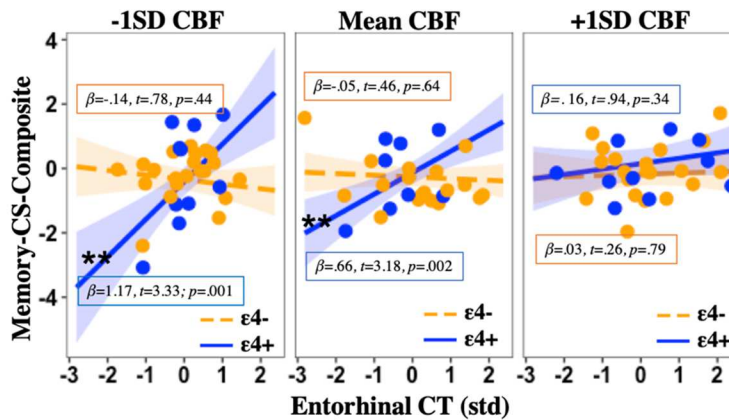 -1SD CBF Mean CBF +1SD CBF
Memory-CS-Composite
4
2
0
-2
-4
β=-.14, t=.78, p=.44
**
β=1.17, t=3.33; p=.001
ε4-
ε4+
β=-.05, t=.46, p=.64
**
β=.66, t=3.18, p=.002
ε4-
ε4+
β=. 16, t=.94, p=.34
β=.03, t=.26, p=.79
ε4-
ε4+
-3 -2 -1 0 1 2 -3 -2 -1 0 1 2 -3 -2 -1 0 1 2
Entorhinal CT (std)